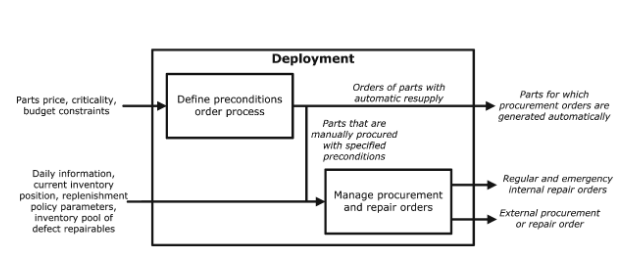 Deployment
Parts price, criticality,
budget constraints
Define preconditions
order process
Orders of parts with
automatic resupply
Parts for which
procurement orders are
generated automatically
Parts that are
manually procured
with specified
preconditions
Daily information,
current inventory
position, replenishment
policy parameters,
inventory pool of
defect repairables
Manage procurement
and repair orders
Regular and emergency
internal repair orders
External procurement
or repair order